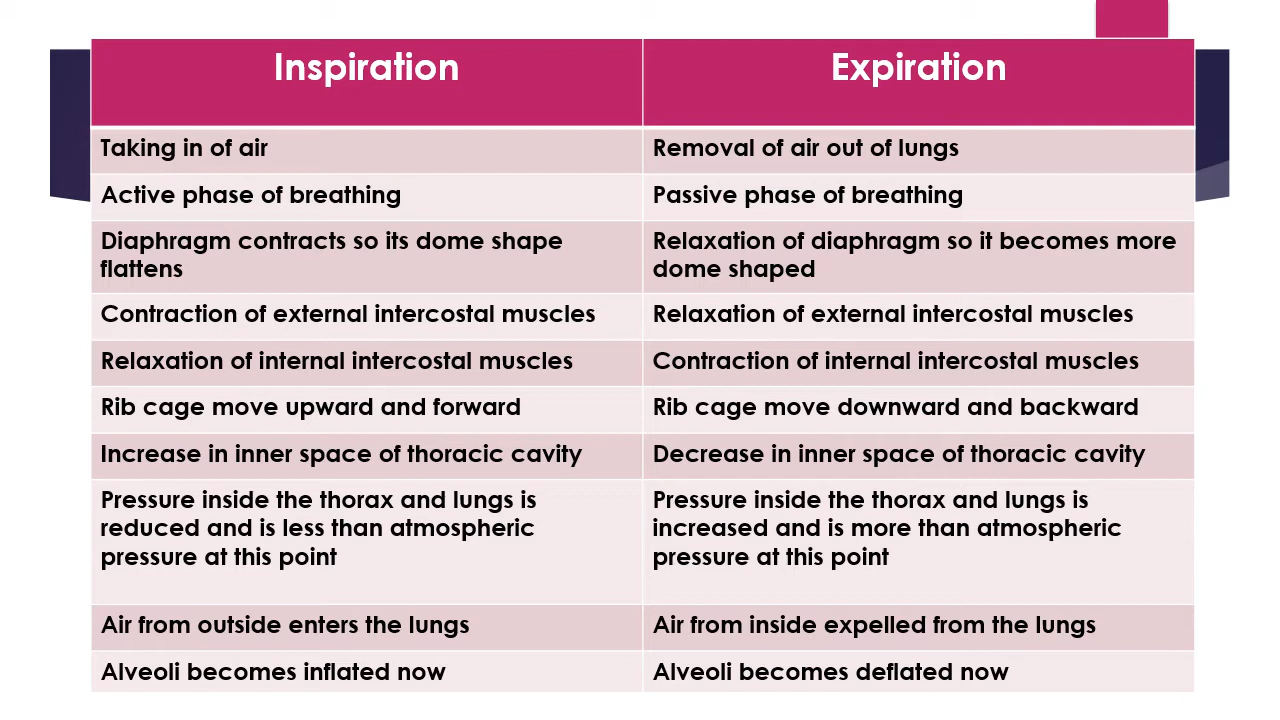 Inspiration
Expiration
Taking in of air
Removal of air out of lungs
Active phase of breathing
Passive phase of breathing
Diaphragm contracts so its dome shape
flattens
Relaxation of diaphragm so it becomes more
dome shaped
Contraction of external intercostal muscles
Relaxation of external intercostal muscles
Relaxation of internal intercostal muscles
Contraction of internal intercostal muscles
Rib cage move upward and forward
Rib cage move downward and backward
Increase in inner space of thoracic cavity
Decrease in inner space of thoracic cavity
Pressure inside the thorax and lungs is
reduced and is less than atmospheric
pressure at this point
Pressure inside the thorax and lungs is
increased and is more than atmospheric
pressure at this point
Air from outside enters the lungs
Air from inside expelled from the lungs
Alveoli becomes inflated now
Alveoli becomes deflated now